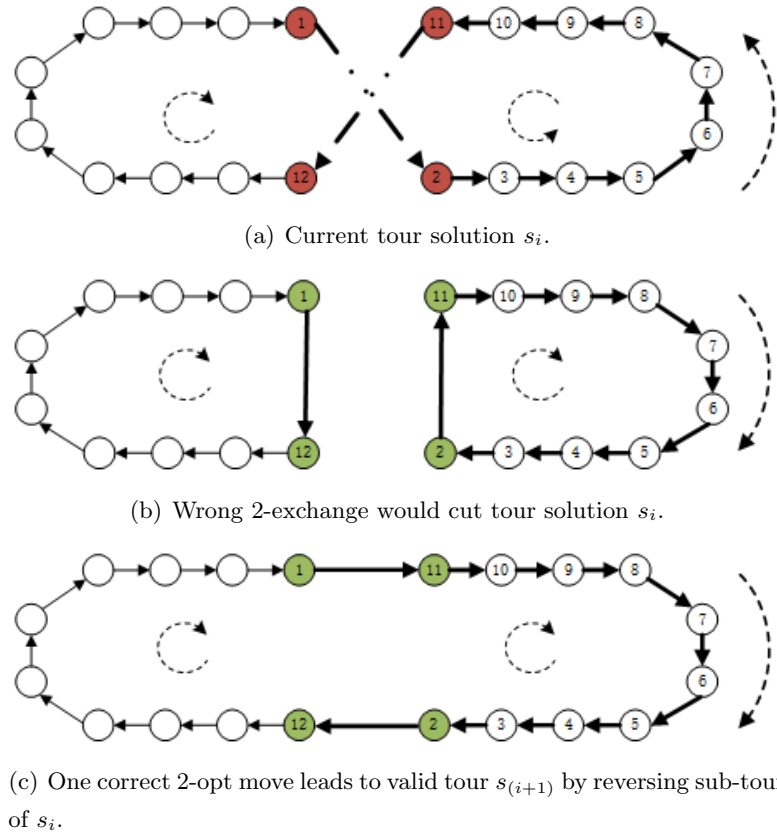 1 11 10 9 8
7
6
12 2 3 4 5
(a) Current tour solution s_i.
1 11 10 9 8
7
6
12 2 3 4 5
(b) Wrong 2-exchange would cut tour solution s_i.
1 11 10 9 8
7
6
12 2 3 4 5
(c) One correct 2-opt move leads to valid tour s_(i+1) by reversing sub-tour
of s_i.